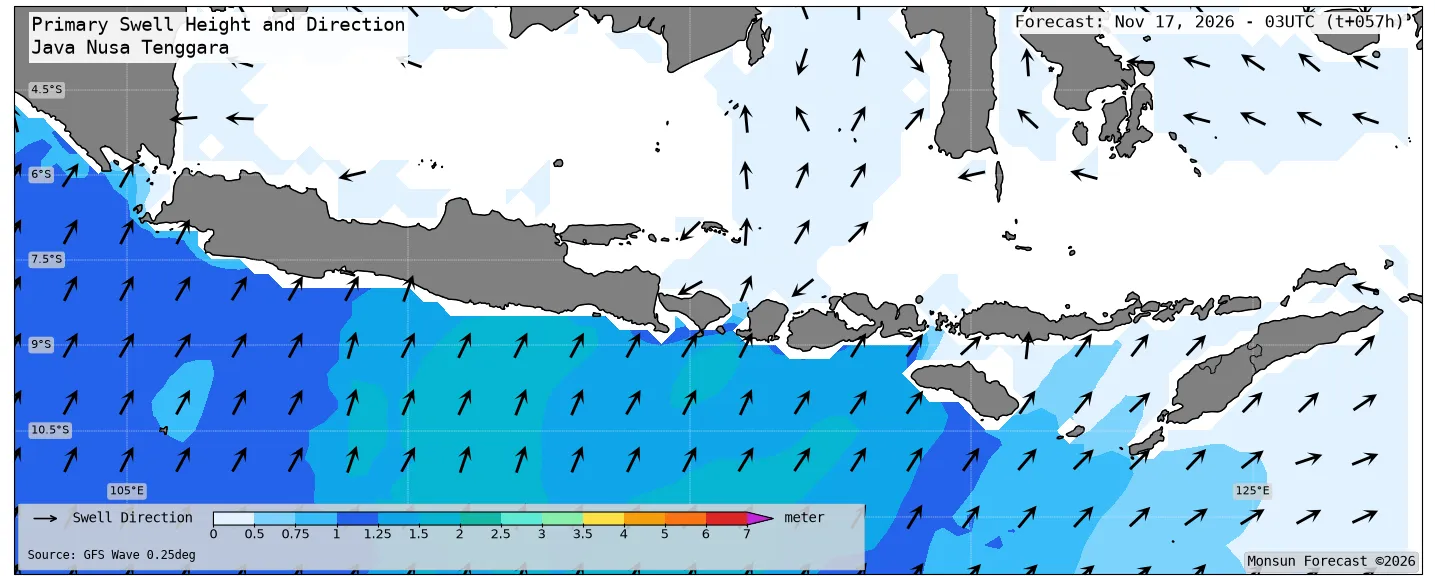 Primary Swell Height and Direction
Java Nusa Tenggara
Forecast: Nov 17, 2026 - 03UTC (t+057h)
4.5°S
6°S
7.5°S
9°S
10.5°S
105°E
125°E
Swell Direction
0 0.5 0.75 1 1.25 1.5 2 2.5 3 3.5 4 5 6 7
meter
Source: GFS Wave 0.25deg
Monsun Forecast ©2026